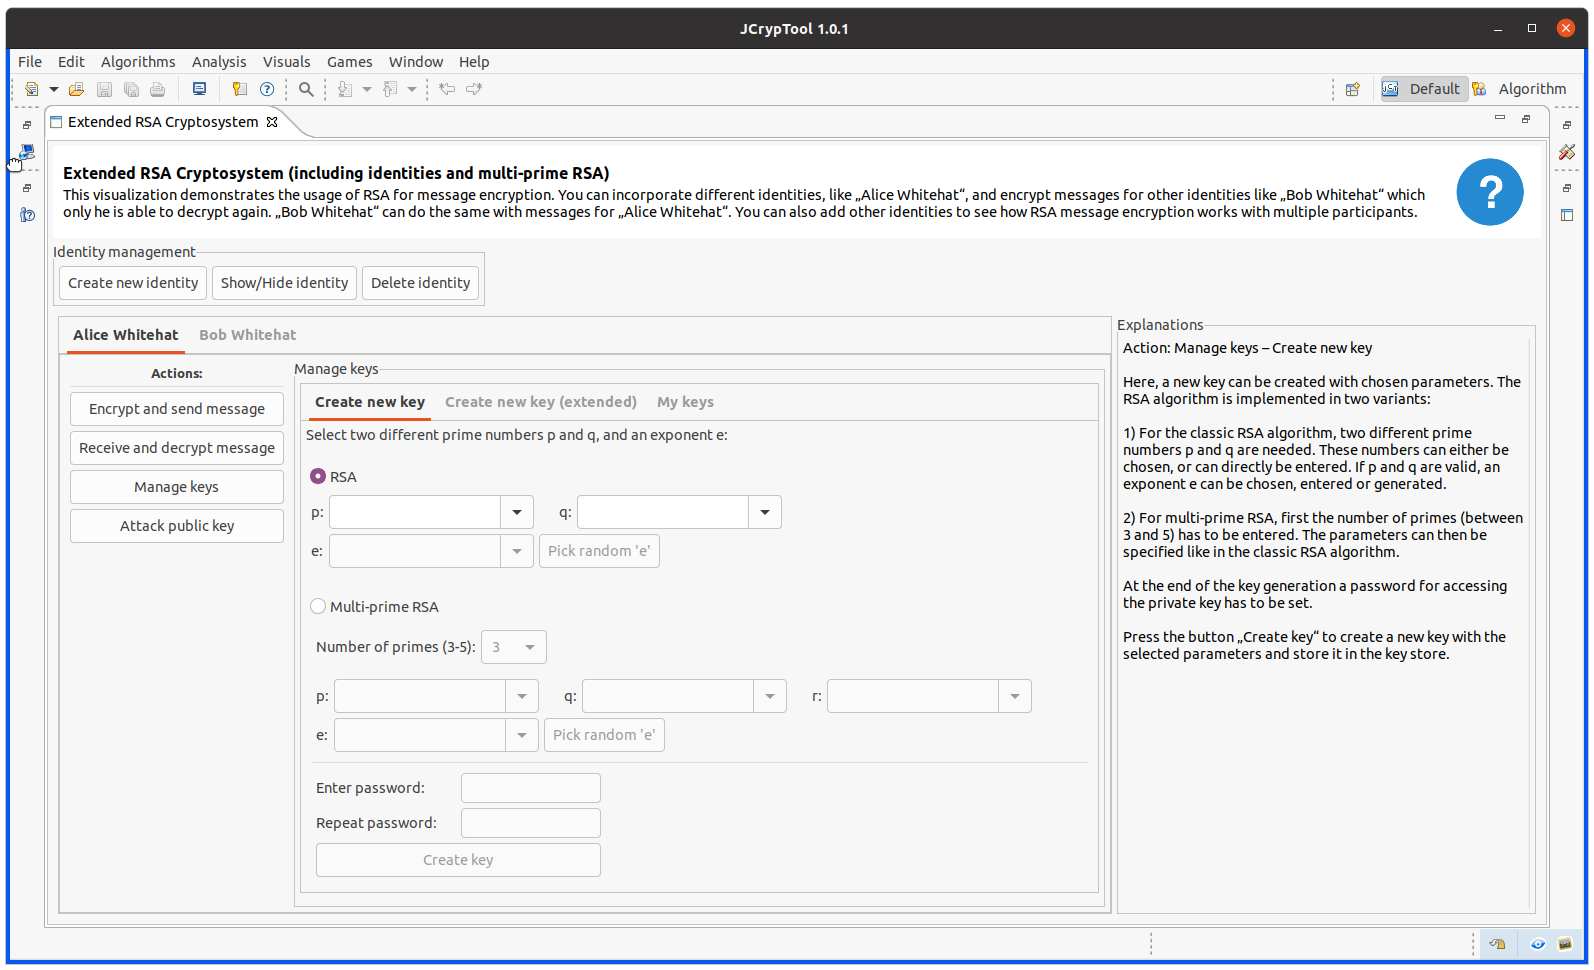 JCrypTool 1.0.1
File Edit Algorithms Analysis Visuals Games Window Help
Default Algorithm
Extended RSA Cryptosystem
Extended RSA Cryptosystem (including identities and multi-prime RSA)
This visualization demonstrates the usage of RSA for message encryption. You can incorporate different identities, like „Alice Whitehat“, and encrypt messages for other identities like „Bob Whitehat“ which
only he is able to decrypt again. „Bob Whitehat“ can do the same with messages for „Alice Whitehat“. You can also add other identities to see how RSA message encryption works with multiple participants.
?
Identity management
Create new identity Show/Hide identity Delete identity
Alice Whitehat Bob Whitehat
Actions:
Encrypt and send message
Receive and decrypt message
Manage keys
Attack public key
Manage keys
Create new key Create new key (extended) My keys
Select two different prime numbers p and q, and an exponent e:
RSA
p: q:
e: Pick random 'e'
Multi-prime RSA
Number of primes (3-5): 3
p: q: r:
e: Pick random 'e'
Enter password:
Repeat password:
Create key
Explanations
Action: Manage keys – Create new key
Here, a new key can be created with chosen parameters. The
RSA algorithm is implemented in two variants:
1) For the classic RSA algorithm, two different prime
numbers p and q are needed. These numbers can either be
chosen, or can directly be entered. If p and q are valid, an
exponent e can be chosen, entered or generated.
2) For multi-prime RSA, first the number of primes (between
3 and 5) has to be entered. The parameters can then be
specified like in the classic RSA algorithm.
At the end of the key generation a password for accessing
the private key has to be set.
Press the button „Create key“ to create a new key with the
selected parameters and store it in the key store.